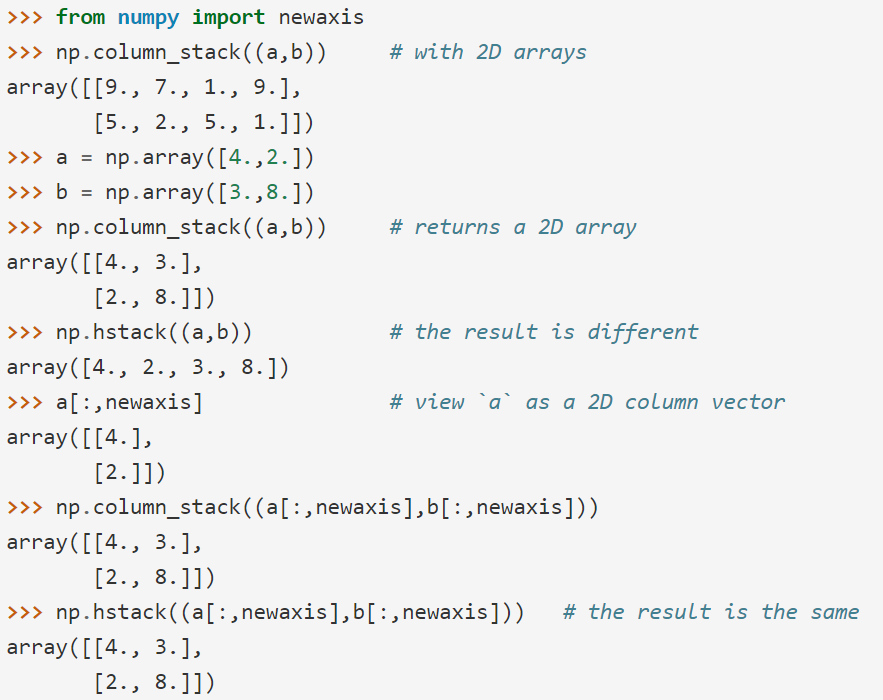 >>> from numpy import newaxis
>>> np.column_stack((a,b))     # with 2D arrays
array([[9., 7., 1., 9.],
       [5., 2., 5., 1.]])
>>> a = np.array([4.,2.])
>>> b = np.array([3.,8.])
>>> np.column_stack((a,b))     # returns a 2D array
array([[4., 3.],
       [2., 8.]])
>>> np.hstack((a,b))           # the result is different
array([4., 2., 3., 8.])
>>> a[:,newaxis]               # view `a` as a 2D column vector
array([[4.],
       [2.]])
>>> np.column_stack((a[:,newaxis],b[:,newaxis]))
array([[4., 3.],
       [2., 8.]])
>>> np.hstack((a[:,newaxis],b[:,newaxis]))   # the result is the same
array([[4., 3.],
       [2., 8.]])